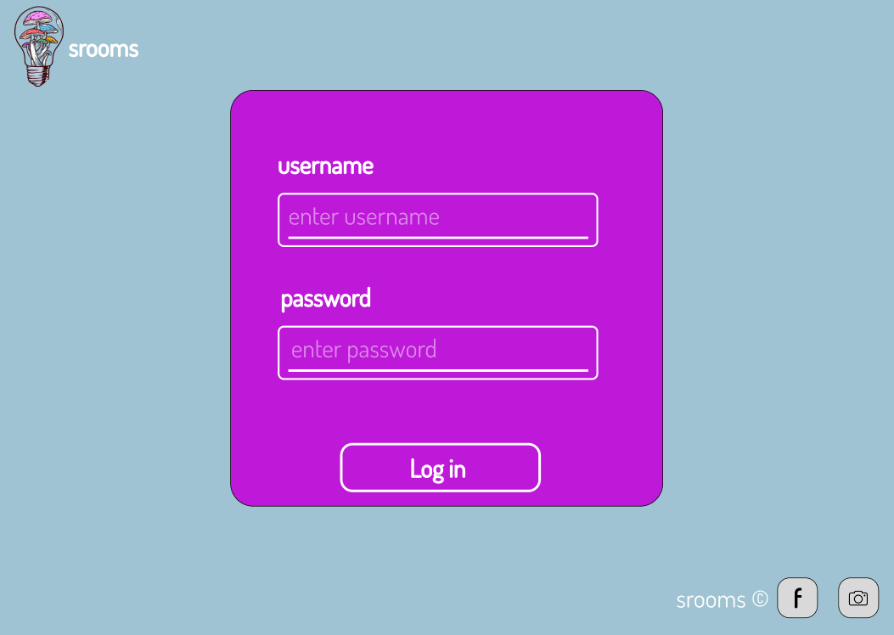 srooms
username
enter username
password
enter password
Log in
srooms © f